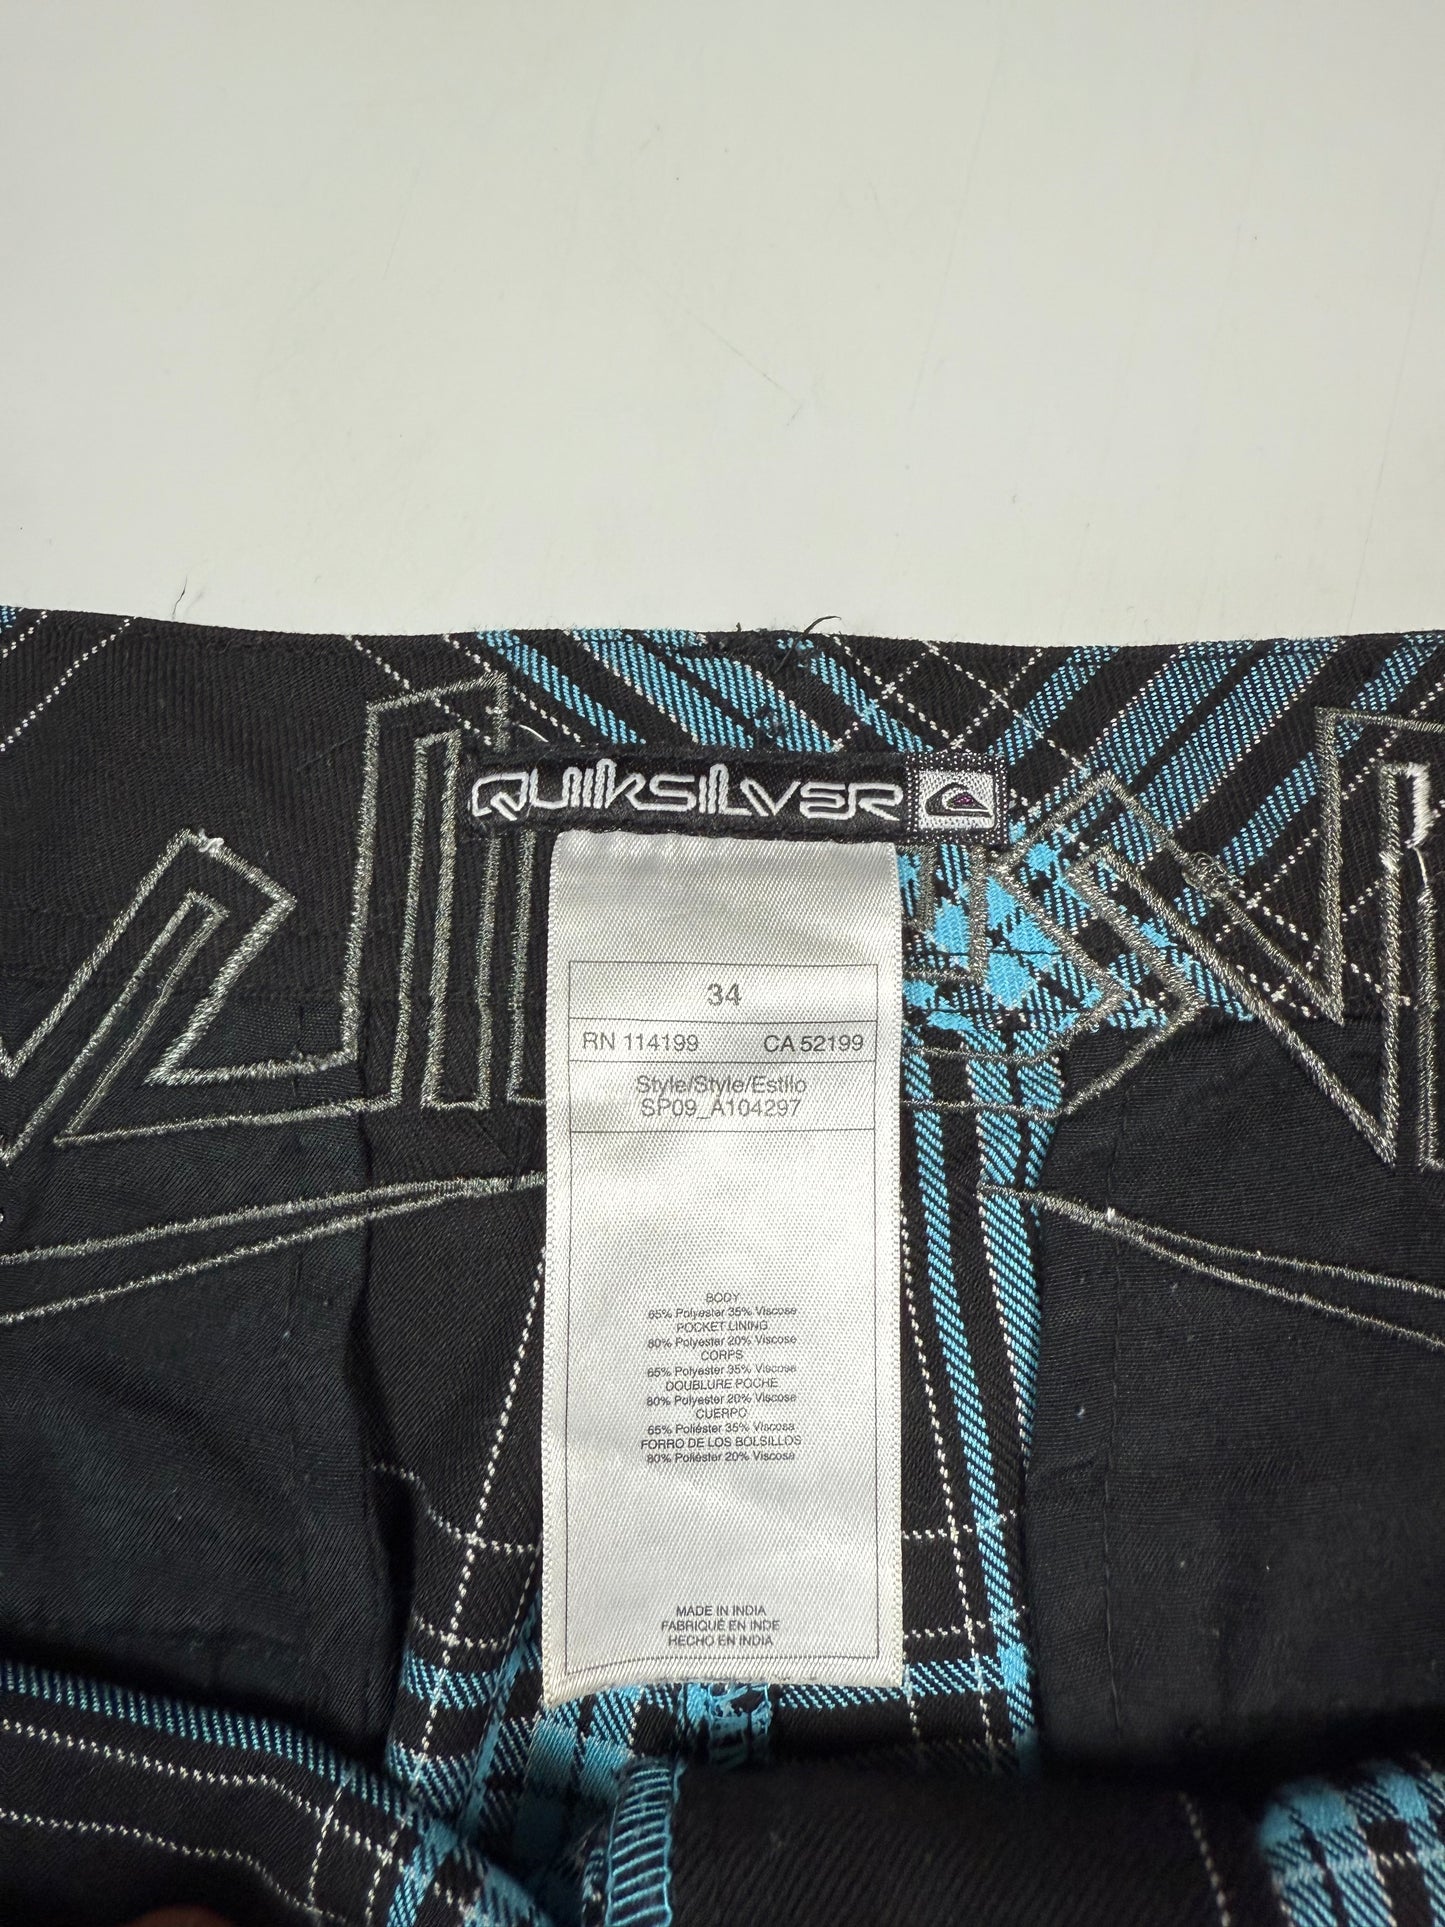 QUIKSILVER
34
RN 114199 CA 52199
Style/Style/Estilo
SP09_A104297
BODY
65% Polyester 35% Viscose
POCKET LINING
80% Polyester 20% Viscose
CORPS
65% Polyester 35% Viscose
DOUBLURE POCHE
80% Polyester 20% Viscose
CUERPO
65% Poliéster 35% Viscosa
FORRO DE LOS BOLSILLOS
80% Poliéster 20% Viscosa
MADE IN INDIA
FABRIQUÉ EN INDE
HECHO EN INDIA